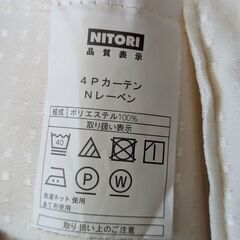 NITORI
品質表示
4Pカーテン
Nレーベン
組成 ポリエステル100%
取り扱い表示
40
P W
洗濯ネット使用
あて布使用
取り扱い上のご注意